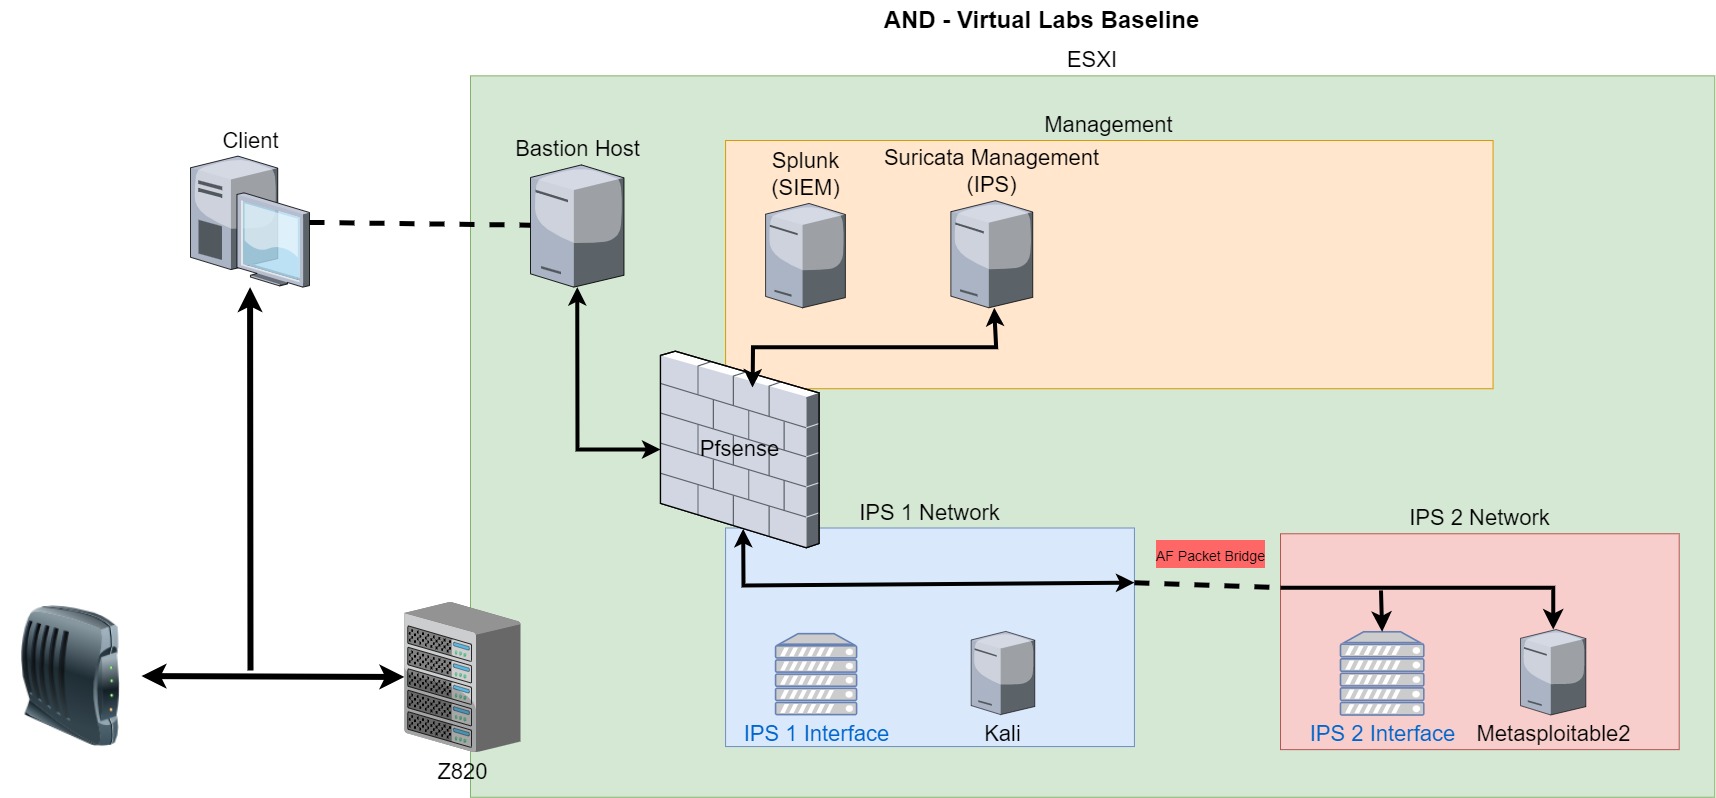 AND - Virtual Labs Baseline
ESXI
Management
Client
Bastion Host
Splunk
(SIEM)
Suricata Management
(IPS)
Pfsense
IPS 1 Network
IPS 2 Network
AF Packet Bridge
IPS 1 Interface
Kali
IPS 2 Interface
Metasploitable2
Z820